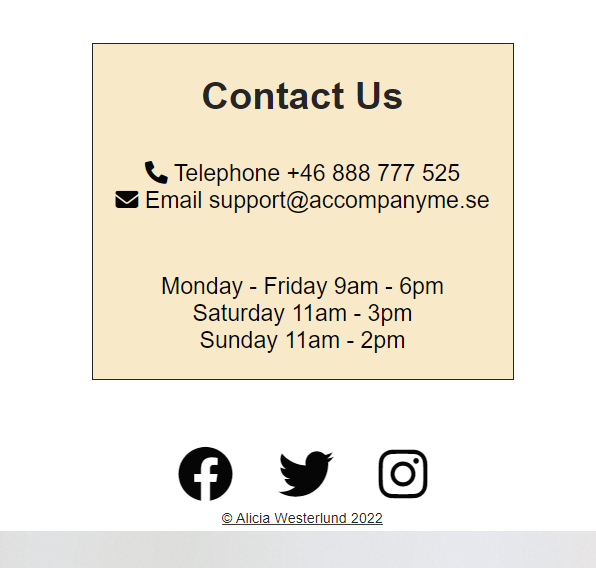 Contact Us
Telephone +46 888 777 525
Email support@accompanyme.se
Monday - Friday 9am - 6pm
Saturday 11am - 3pm
Sunday 11am - 2pm
© Alicia Westerlund 2022